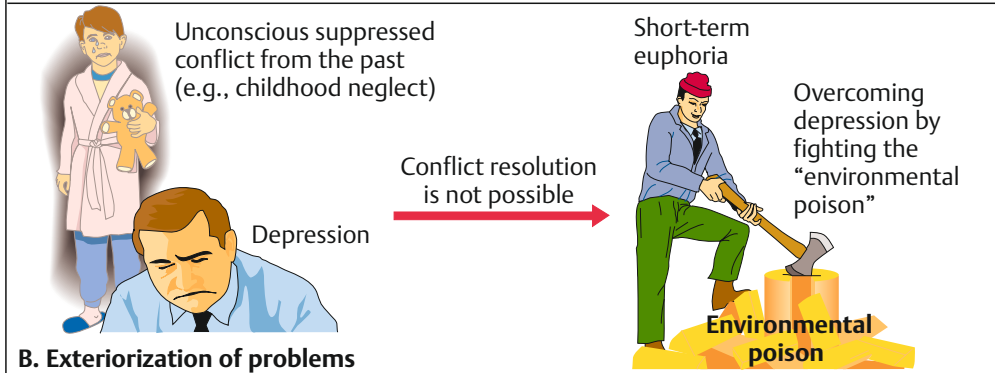 Unconscious suppressed
conflict from the past
(e.g., childhood neglect)
Depression
Conflict resolution
is not possible
Short-term
euphoria
Overcoming
depression by
fighting the
“environmental
poison”
Environmental
poison
B. Exteriorization of problems